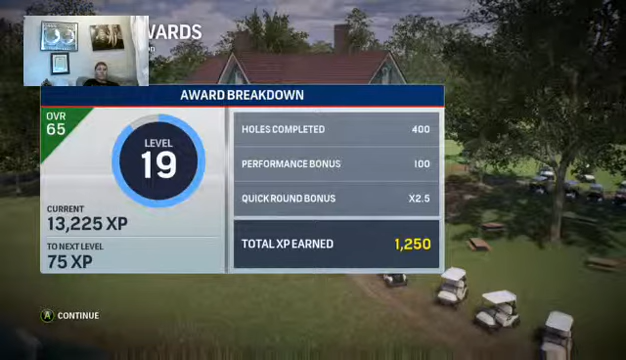 WARDS
AWARD BREAKDOWN
OVR
65
LEVEL
19
CURRENT
13,225 XP
TO NEXT LEVEL
75 XP
HOLES COMPLETED 400
PERFORMANCE BONUS 100
QUICK ROUND BONUS X2.5
TOTAL XP EARNED 1,250
A CONTINUE